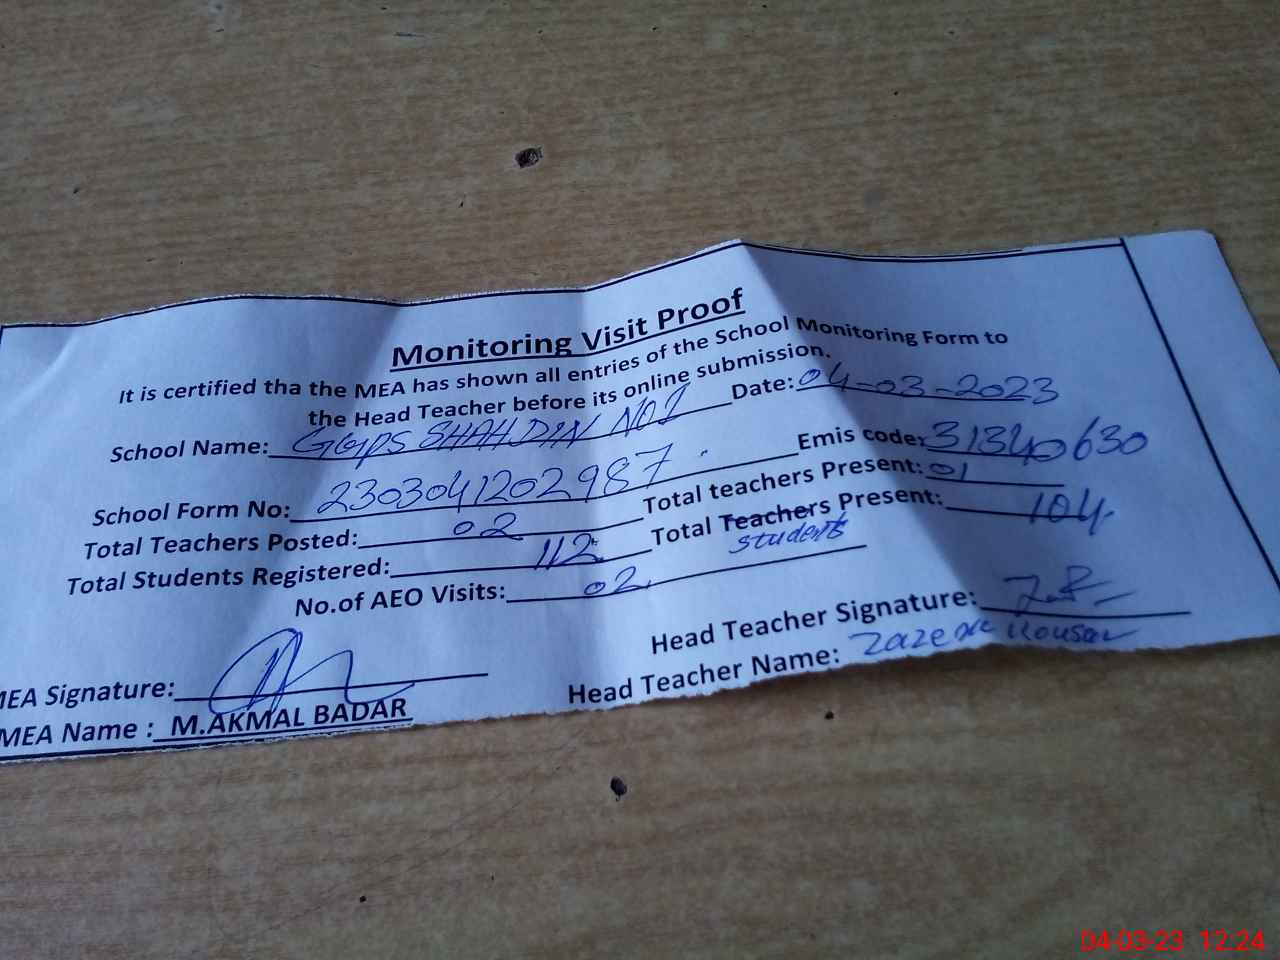 Monitoring Visit Proof
It is certified tha the MEA has shown all entries of the School Monitoring Form to
the Head Teacher before its online submission.
School Name: GGPS SHAHDIN NO1 Date: 04-03-2023
School Form No: 2303041202987 Emis code: 31340630
Total Teachers Posted: 02 Total teachers Present: 01
Total Students Registered: 112 Total Teachers Present: 104
students
No.of AEO Visits: 02
Head Teacher Signature:
MEA Signature: Head Teacher Name: Kousar
MEA Name : M.AKMAL BADAR
04-03-23 12:24